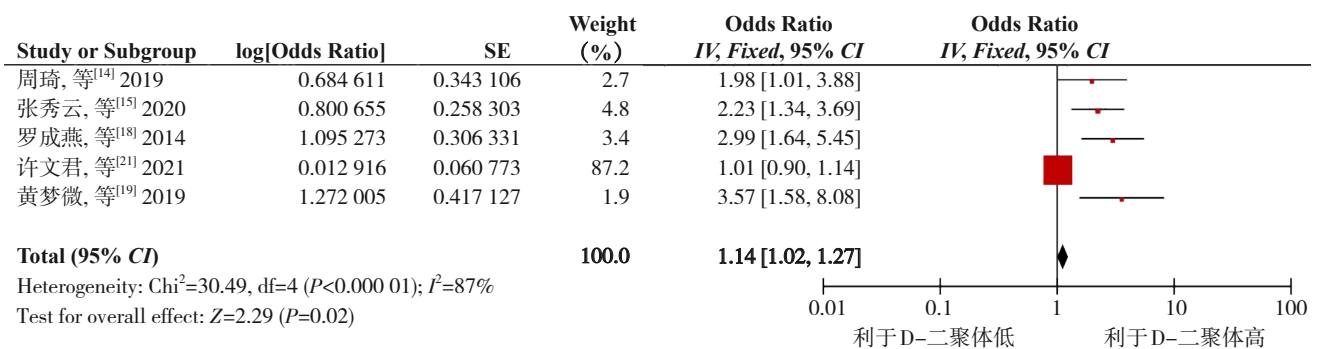 Weight Odds Ratio Odds Ratio
Study or Subgroup log[Odds Ratio] SE (%) IV, Fixed, 95% CI IV, Fixed, 95% CI
周琦, 等[14] 2019 0.684 611 0.343 106 2.7 1.98 [1.01, 3.88]
张秀云, 等[15] 2020 0.800 655 0.258 303 4.8 2.23 [1.34, 3.69]
罗成燕, 等[18] 2014 1.095 273 0.306 331 3.4 2.99 [1.64, 5.45]
许文君, 等[21] 2021 0.012 916 0.060 773 87.2 1.01 [0.90, 1.14]
黄梦微, 等[19] 2019 1.272 005 0.417 127 1.9 3.57 [1.58, 8.08]
Total (95% CI) 100.0 1.14 [1.02, 1.27]
Heterogeneity: Chi2=30.49, df=4 (P<0.000 01); I2=87%
Test for overall effect: Z=2.29 (P=0.02)
0.01 0.1 1 10 100
利于D-二聚体低 利于D-二聚体高